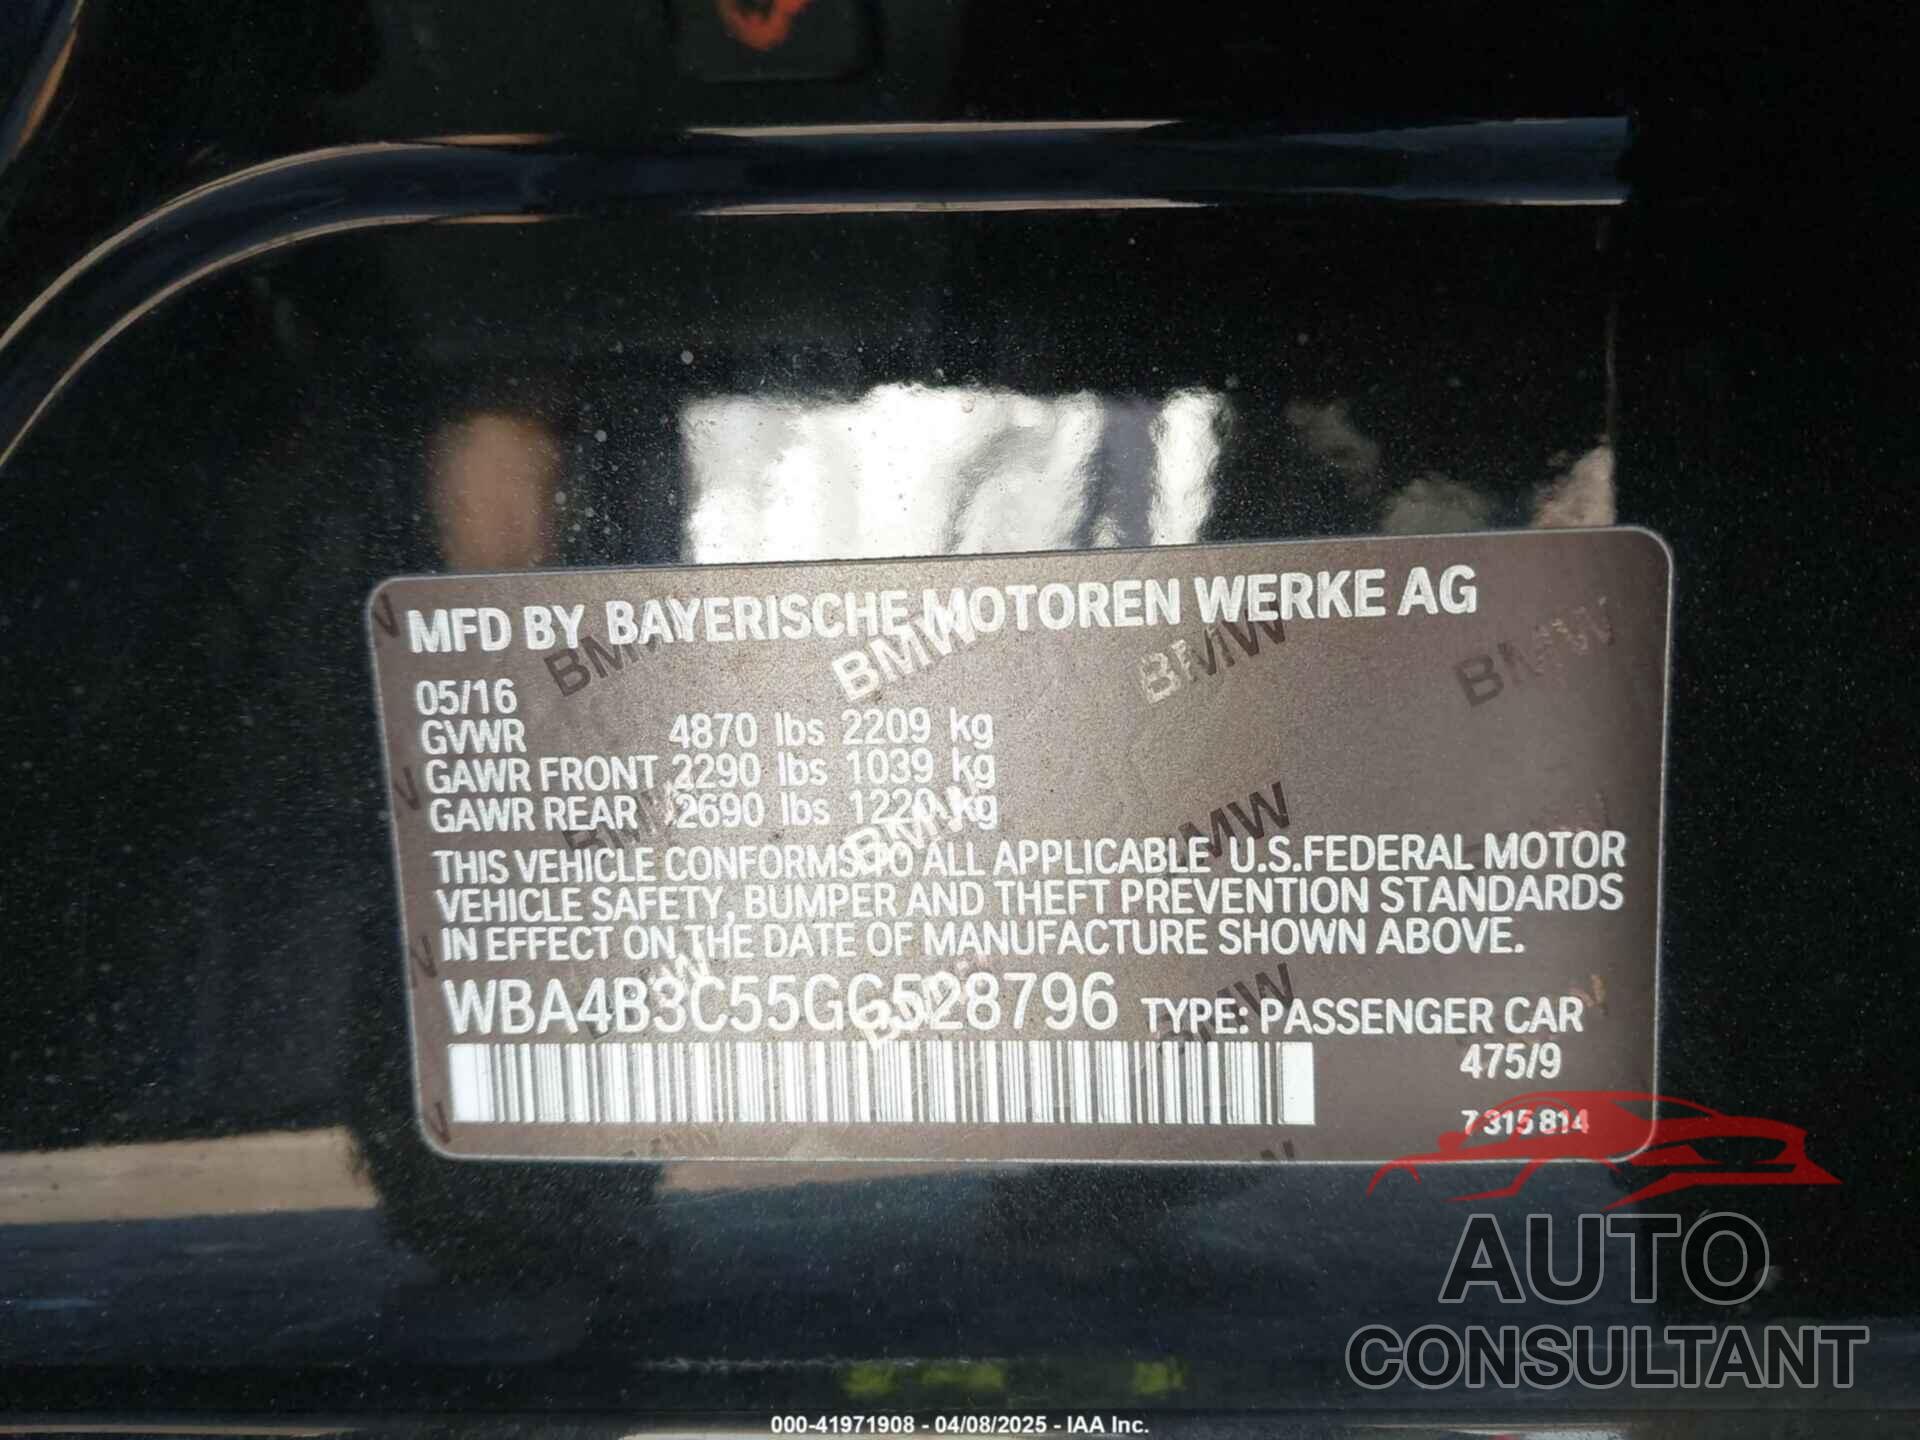 MFD BY BAYERISCHE MOTOREN WERKE AG
05/16
GVWR 4870 lbs 2209 kg
GAWR FRONT 2290 lbs 1039 kg
GAWR REAR 2690 lbs 1220 kg
THIS VEHICLE CONFORMS TO ALL APPLICABLE U.S.FEDERAL MOTOR
VEHICLE SAFETY, BUMPER AND THEFT PREVENTION STANDARDS
IN EFFECT ON THE DATE OF MANUFACTURE SHOWN ABOVE.
WBA4B3C55GG528796 TYPE: PASSENGER CAR
475/9
7 315 814
AUTO
CONSULTANT
000-41971908 - 04/08/2025 - IAA Inc.